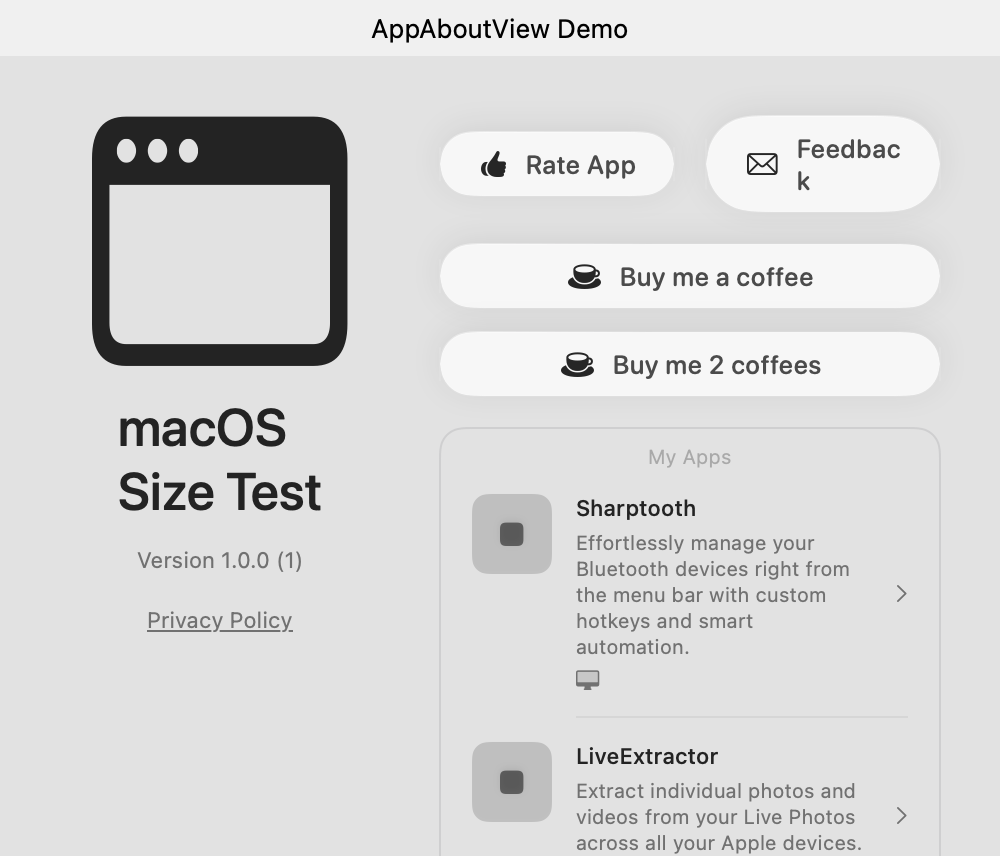 AppAboutView Demo
macOS
Size Test
Version 1.0.0 (1)
Privacy Policy
Rate App
Feedbac
k
Buy me a coffee
Buy me 2 coffees
My Apps
Sharptooth
Effortlessly manage your
Bluetooth devices right from
the menu bar with custom
hotkeys and smart
automation.
LiveExtractor
Extract individual photos and
videos from your Live Photos
across all your Apple devices.